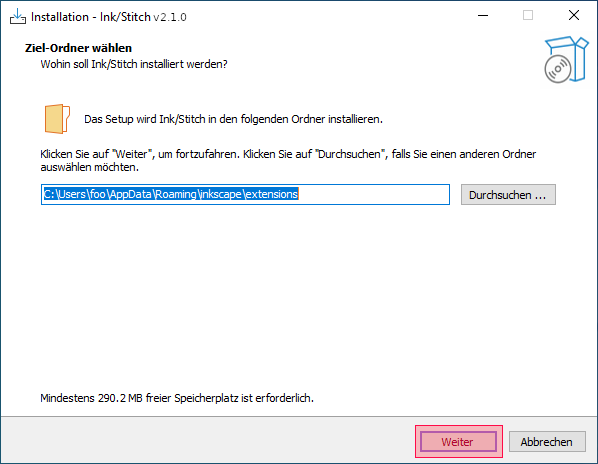 Installation - Ink/Stitch v2.1.0
Ziel-Ordner wählen
Wohin soll Ink/Stitch installiert werden?
Das Setup wird Ink/Stitch in den folgenden Ordner installieren.
Klicken Sie auf "Weiter", um fortzufahren. Klicken Sie auf "Durchsuchen", falls Sie einen anderen Ordner
auswählen möchten.
C:\Users\foo\AppData\Roaming\inkscape\extensions
Durchsuchen ...
Mindestens 290.2 MB freier Speicherplatz ist erforderlich.
Weiter
Abbrechen